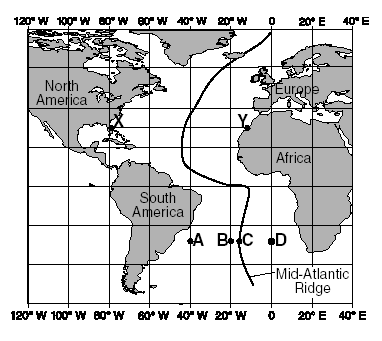 120° W 100° W 80° W 60° W 40° W 20° W 0 20° E 40° E
North
America
Europe
X
Y
Africa
South
America
A B C D
Mid-Atlantic
Ridge
120° W 100° W 80° W 60° W 40° W 20° W 0 20° E 40° E